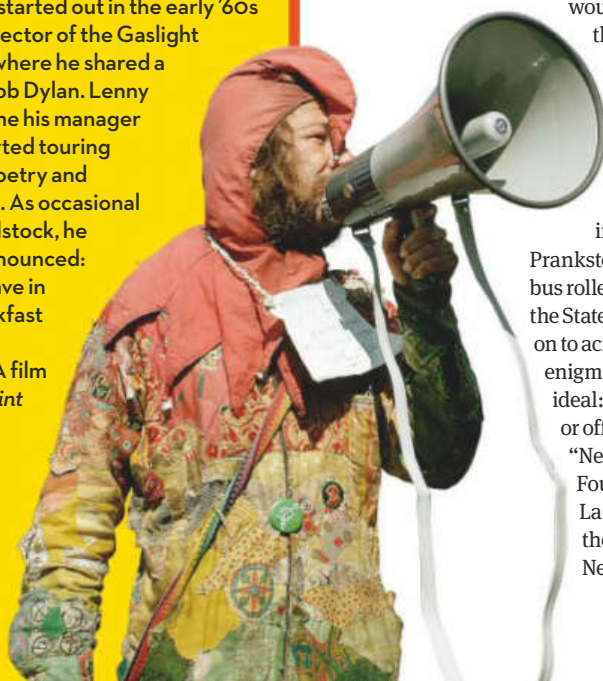 started out in the early ’60s
ector of the Gaslight
where he shared a
ob Dylan. Lenny
ne his manager
rted touring
oetry and
. As occasional
dstock, he
nounced:
ave in
kfast
A film
int
wou
th
i
Prankste
bus rolle
the State
on to aci
enigm
ideal:
or off
“Ne
Fou
La
the
Ne